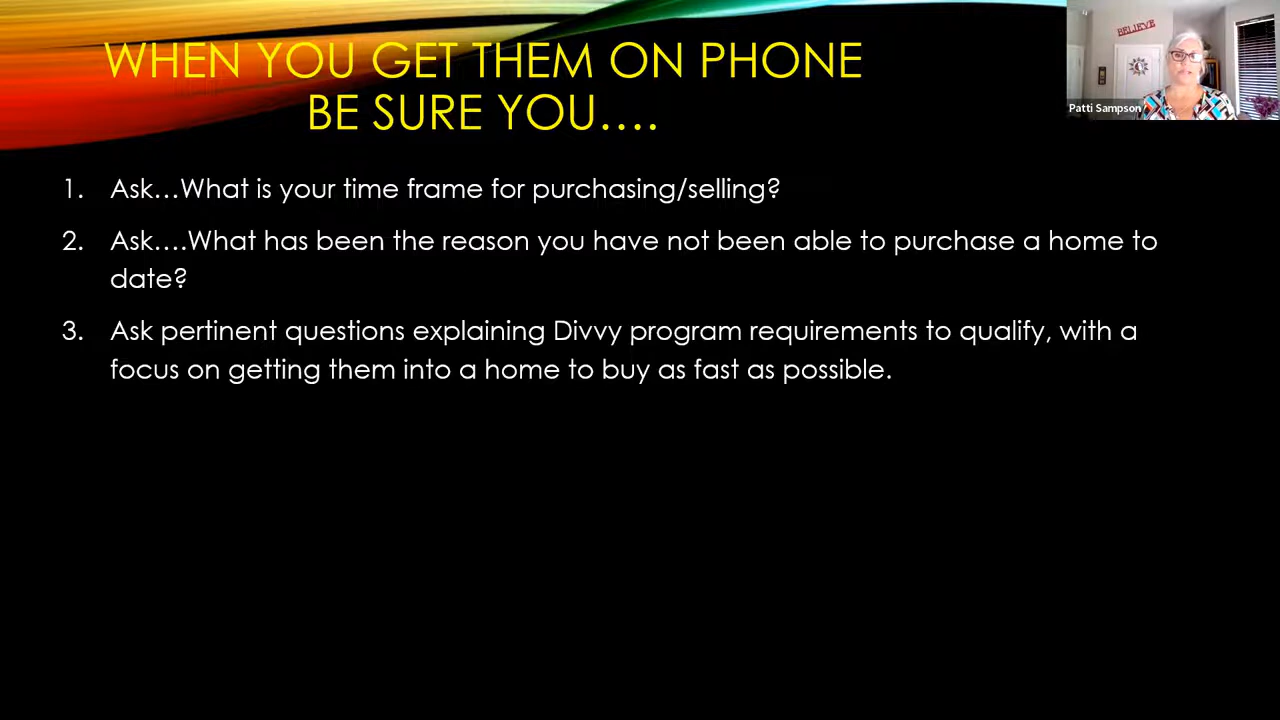 WHEN YOU GET THEM ON PHONE
BE SURE YOU….
BELIEVE
Patti Sampson
1. Ask…What is your time frame for purchasing/selling?
2. Ask….What has been the reason you have not been able to purchase a home to
date?
3. Ask pertinent questions explaining Divvy program requirements to qualify, with a
focus on getting them into a home to buy as fast as possible.